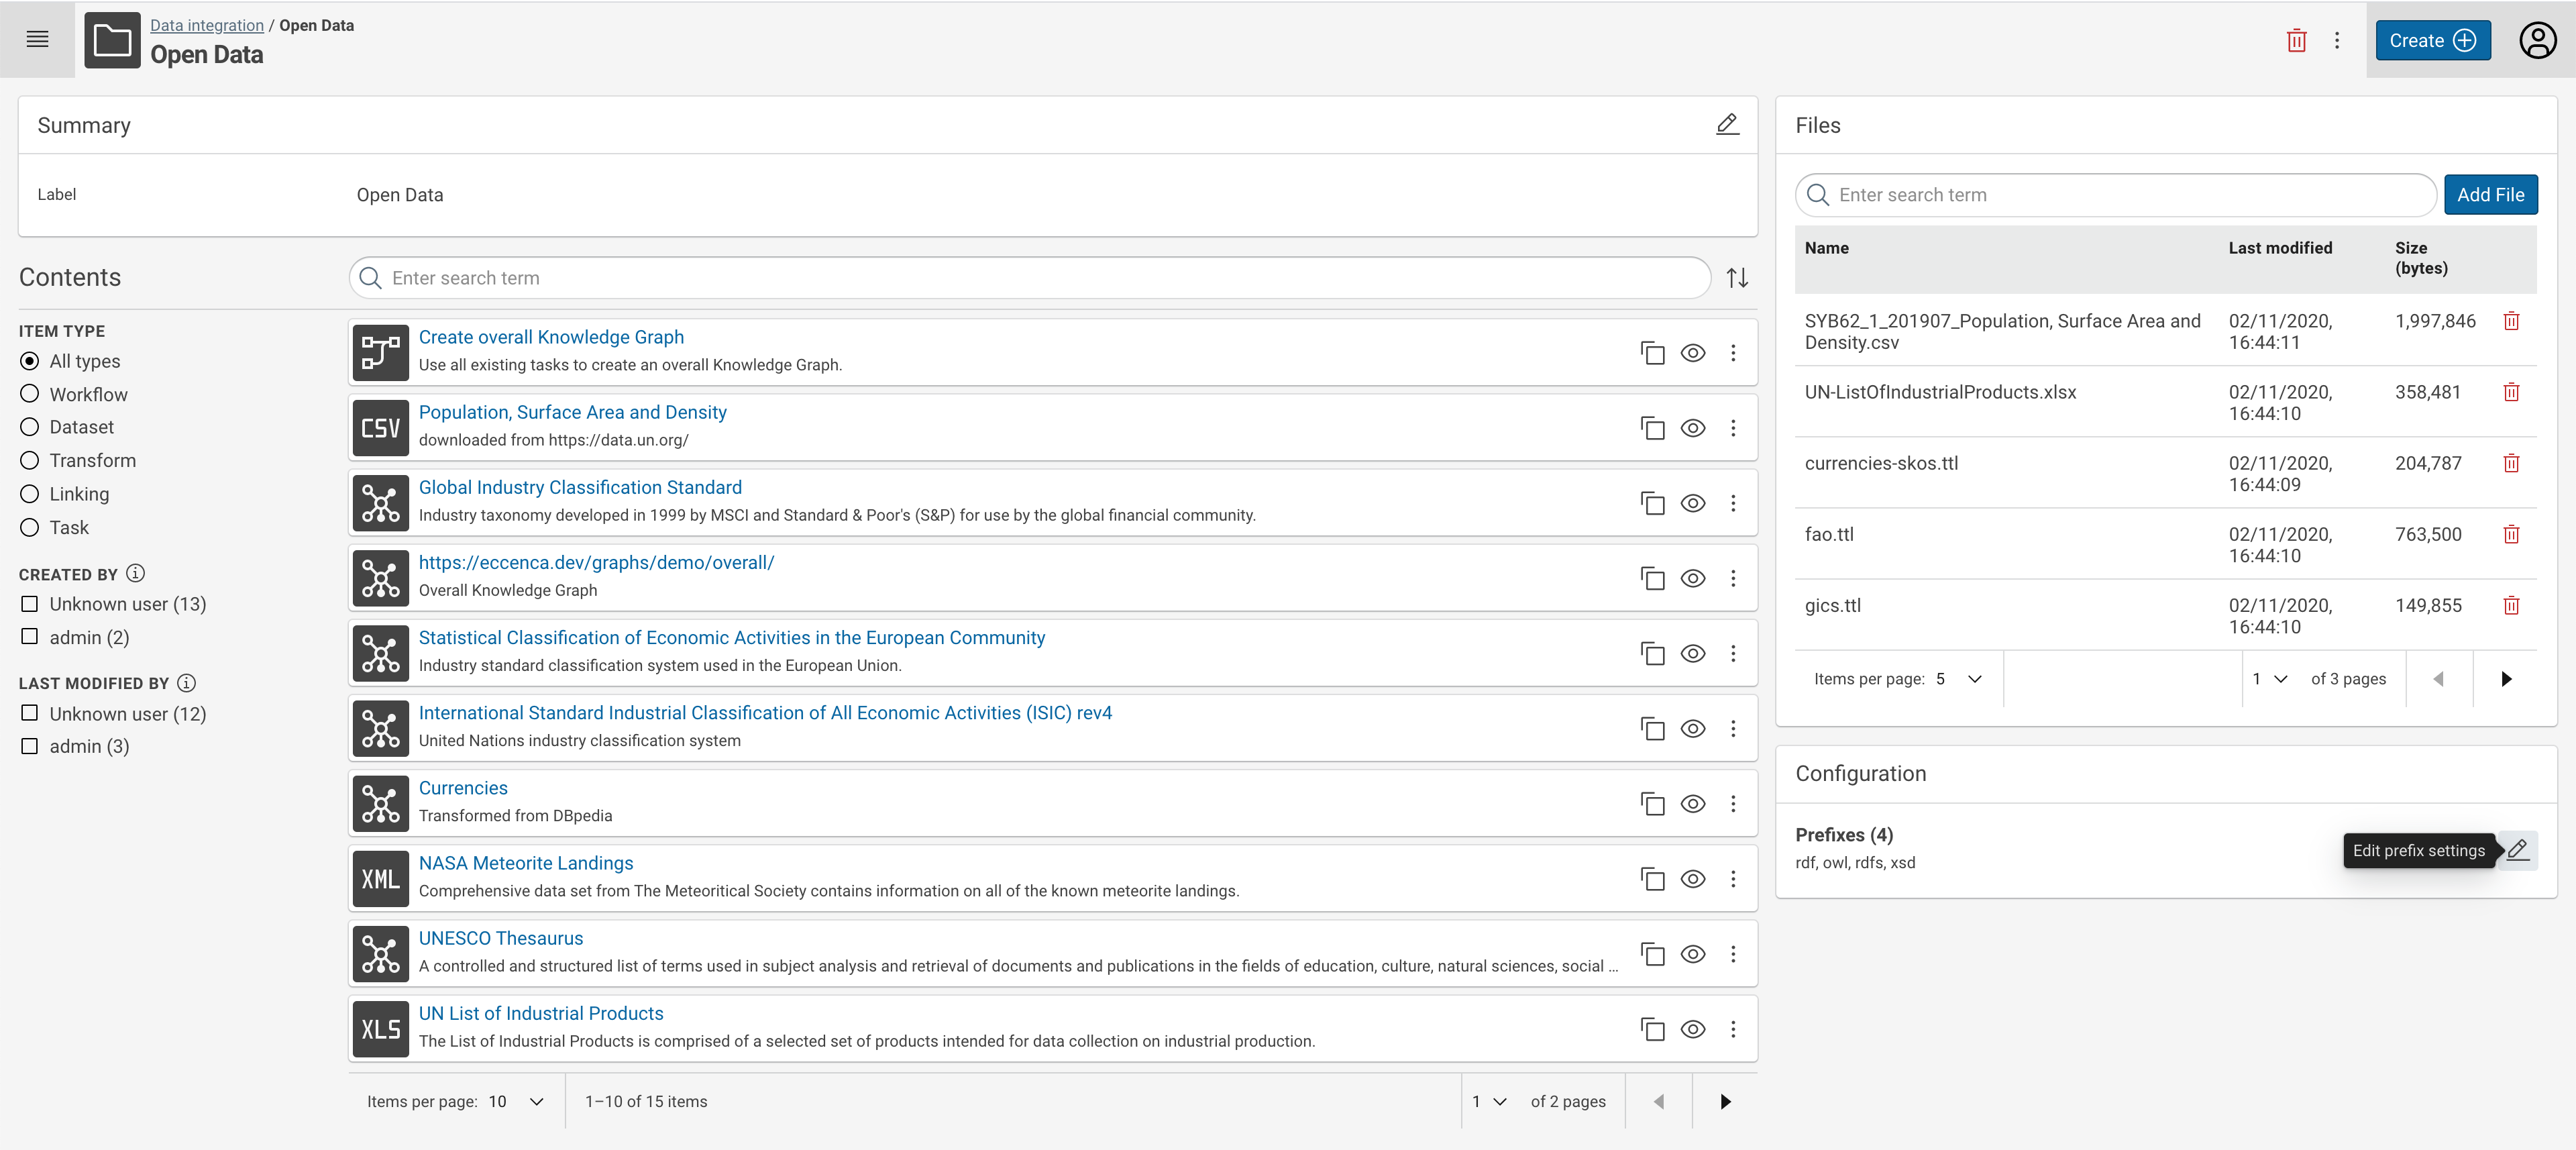 Data integration / Open Data
Open Data
Create
Summary
Label
Open Data
Contents
Enter search term
ITEM TYPE
All types
Workflow
Dataset
Transform
Linking
Task
CREATED BY
Unknown user (13)
admin (2)
LAST MODIFIED BY
Unknown user (12)
admin (3)
Create overall Knowledge Graph
Use all existing tasks to create an overall Knowledge Graph.
CSV
Population, Surface Area and Density
downloaded from https://data.un.org/
Global Industry Classification Standard
Industry taxonomy developed in 1999 by MSCI and Standard & Poor's (S&P) for use by the global financial community.
https://eccenca.dev/graphs/demo/overall/
Overall Knowledge Graph
Statistical Classification of Economic Activities in the European Community
Industry standard classification system used in the European Union.
International Standard Industrial Classification of All Economic Activities (ISIC) rev4
United Nations industry classification system
Currencies
Transformed from DBpedia
XML
NASA Meteorite Landings
Comprehensive data set from The Meteoritical Society contains information on all of the known meteorite landings.
UNESCO Thesaurus
A controlled and structured list of terms used in subject analysis and retrieval of documents and publications in the fields of education, culture, natural sciences, social ...
XLS
UN List of Industrial Products
The List of Industrial Products is comprised of a selected set of products intended for data collection on industrial production.
Items per page: 10
1–10 of 15 items
1
of 2 pages
Files
Enter search term
Add File
Name
Last modified
Size
(bytes)
SYB62_1_201907_Population, Surface Area and
Density.csv
02/11/2020,
16:44:11
1,997,846
UN-ListOfIndustrialProducts.xlsx
02/11/2020,
16:44:10
358,481
currencies-skos.ttl
02/11/2020,
16:44:09
204,787
fao.ttl
02/11/2020,
16:44:10
763,500
gics.ttl
02/11/2020,
16:44:10
149,855
Items per page: 5
1
of 3 pages
Configuration
Prefixes (4)
rdf, owl, rdfs, xsd
Edit prefix settings